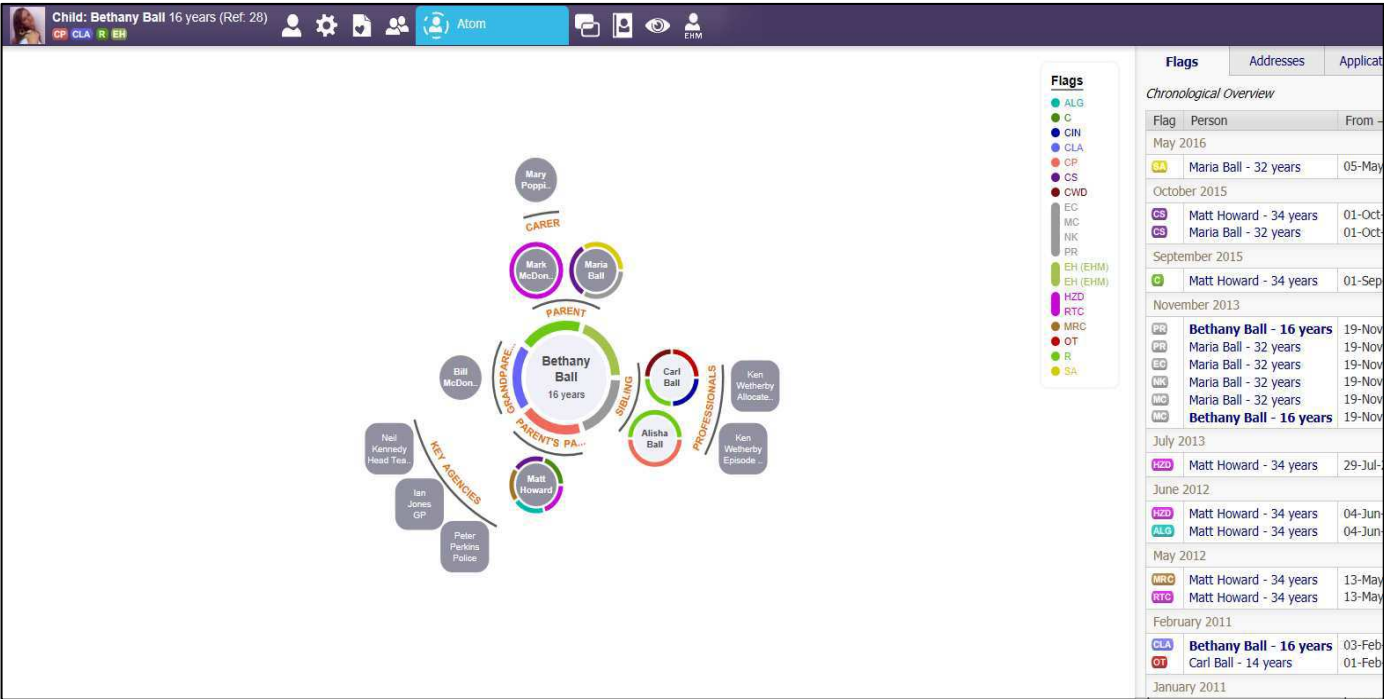 Child: Bethany Ball 16 years (Ref: 28)
CP CLA R EH
Atom
EHM
Mary
Poppi..
CARER
Mark
McDon..
Maria
Ball
PARENT
Bethany
Ball
16 years
GRANDPARE...
Bill
McDon..
SIBLING
Carl
Ball
Alisha
Ball
PROFESSIONALS
Ken
Wetherby
Allocate..
Ken
Wetherby
Episode ..
PARENT'S PA...
Matt
Howard
KEY AGENCIES
Neil
Kennedy
Head Tea..
Ian
Jones
GP
Peter
Perkins
Police
Flags
ALG
C
CIN
CLA
CP
CS
CWD
EC
MC
NK
PR
EH (EHM)
EH (EHM)
HZD
RTC
MRC
OT
R
SA
Flags Addresses Applicat
Chronological Overview
Flag Person From –
May 2016
SA Maria Ball - 32 years 05-May
October 2015
CS Matt Howard - 34 years 01-Oct-
CS Maria Ball - 32 years 01-Oct-
September 2015
C Matt Howard - 34 years 01-Sep
November 2013
PR Bethany Ball - 16 years 19-Nov
PR Maria Ball - 32 years 19-Nov
EC Maria Ball - 32 years 19-Nov
NK Maria Ball - 32 years 19-Nov
MC Maria Ball - 32 years 19-Nov
MC Bethany Ball - 16 years 19-Nov
July 2013
HZD Matt Howard - 34 years 29-Jul-
June 2012
HZD Matt Howard - 34 years 04-Jun-
ALG Matt Howard - 34 years 04-Jun-
May 2012
MRC Matt Howard - 34 years 13-May
RTC Matt Howard - 34 years 13-May
February 2011
CLA Bethany Ball - 16 years 03-Feb
OT Carl Ball - 14 years 01-Feb
January 2011